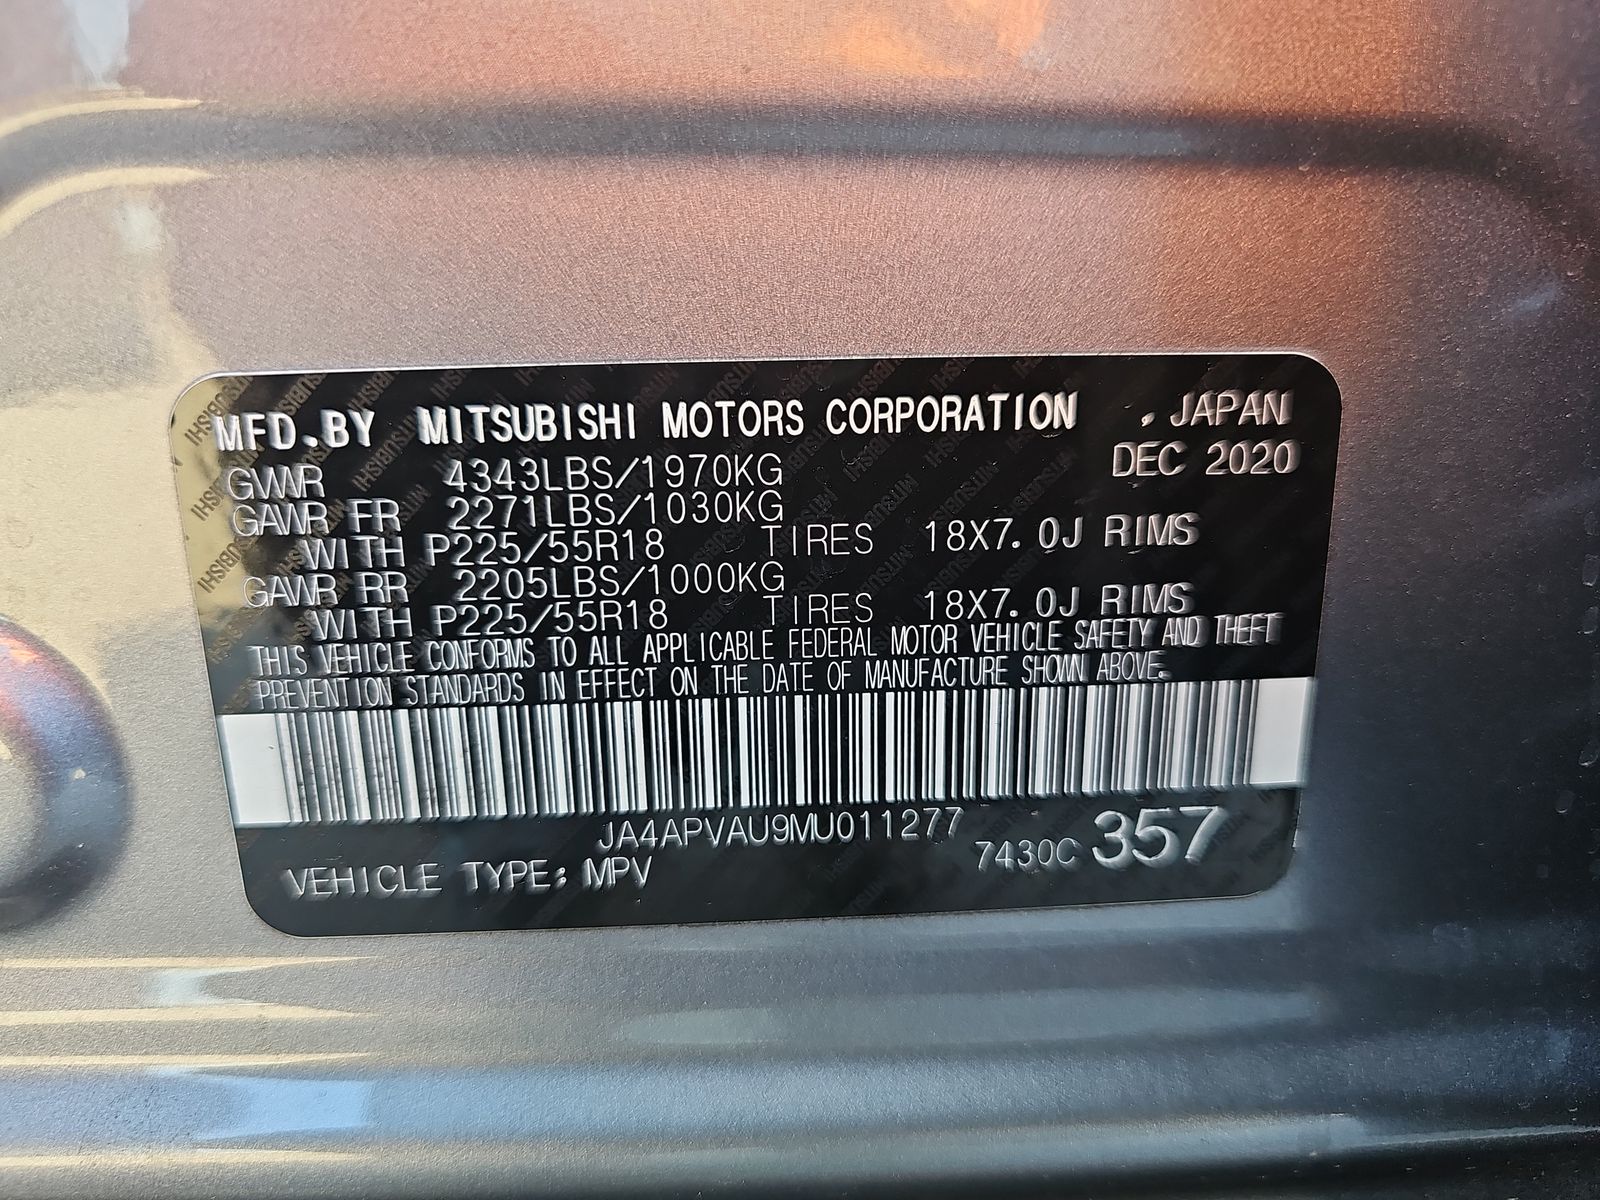 MFD.BY MITSUBISHI MOTORS CORPORATION , JAPAN
GVWR 4343LBS/1970KG DEC 2020
GAWR FR 2271LBS/1030KG
WITH P225/55R18 TIRES 18X7.0J RIMS
GAWR RR 2205LBS/1000KG
WITH P225/55R18 TIRES 18X7.0J RIMS
THIS VEHICLE CONFORMS TO ALL APPLICABLE FEDERAL MOTOR VEHICLE SAFETY AND THEFT
PREVENTION STANDARDS IN EFFECT ON THE DATE OF MANUFACTURE SHOWN ABOVE.
JA4APVAU9MU011277
VEHICLE TYPE: MPV 7430C 357